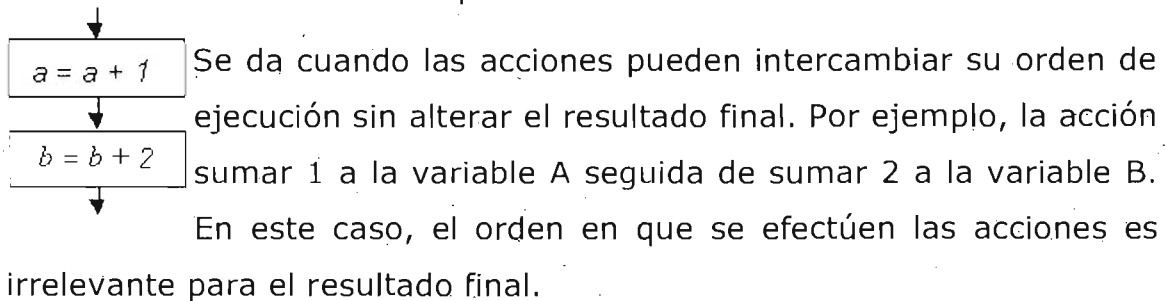 a = a + 1
b = b + 2
Se da cuando las acciones pueden intercambiar su orden de
ejecución sin alterar el resultado final. Por ejemplo, la acción
sumar 1 a la variable A seguida de sumar 2 a la variable B.
En este caso, el orden en que se efectúen las acciones es
irrelevante para el resultado final.